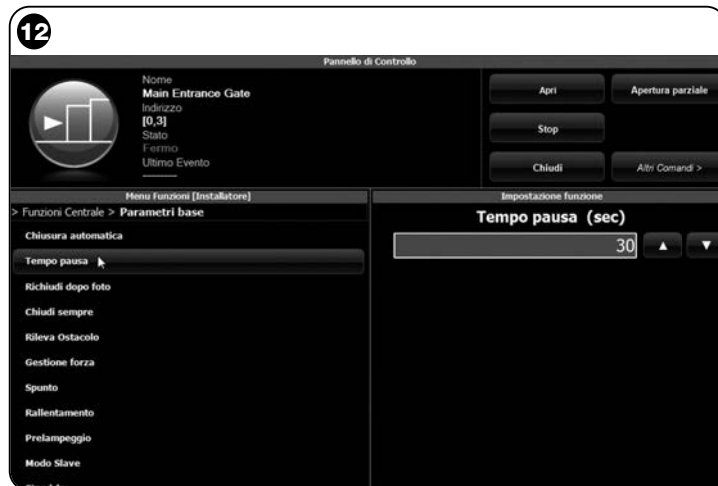 12
Pannello di Controllo
Nome
Main Entrance Gate
Indirizzo
[0,3]
Stato
Fermo
Ultimo Evento
Apri
Apertura parziale
Stop
Chiudi
Altri Comandi >
Menu Funzioni [Installatore]
> Funzioni Centrale > Parametri base
Chiusura automatica
Tempo pausa
Richiudi dopo foto
Chiudi sempre
Rileva Ostacolo
Gestione forza
Spunto
Rallentamento
Prelampeggio
Modo Slave
Impostazione funzione
Tempo pausa (sec)
30